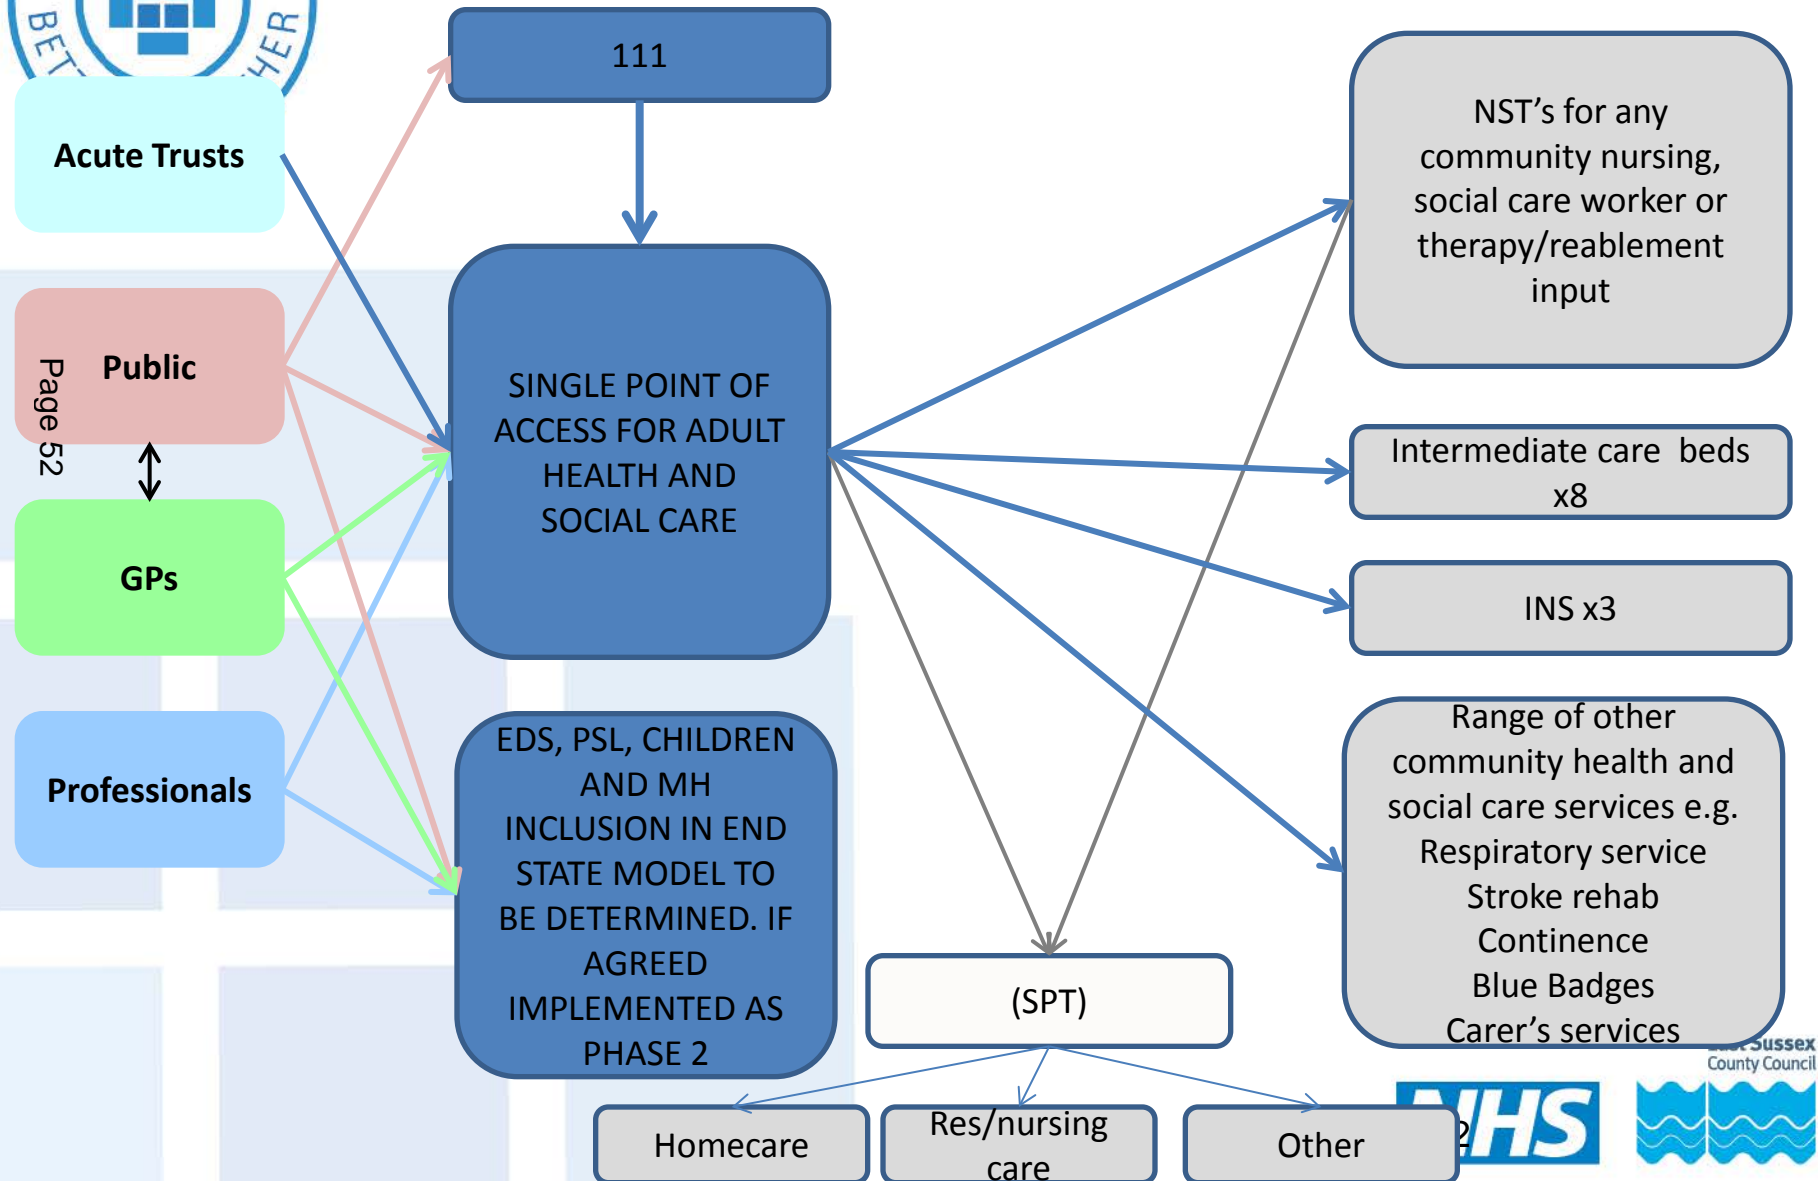 111
Acute Trusts
Public
GPs
Professionals
Page 52
SINGLE POINT OF
ACCESS FOR ADULT
HEALTH AND
SOCIAL CARE
EDS, PSL, CHILDREN
AND MH
INCLUSION IN END
STATE MODEL TO
BE DETERMINED. IF
AGREED
IMPLEMENTED AS
PHASE 2
NST's for any
community nursing,
social care worker or
therapy/reablement
input
Intermediate care beds
x8
INS x3
Range of other
community health and
social care services e.g.
Respiratory service
Stroke rehab
Continence
Blue Badges
Carer's services
(SPT)
Homecare
Res/nursing
care
Other
2
NHS
Sussex
County Council